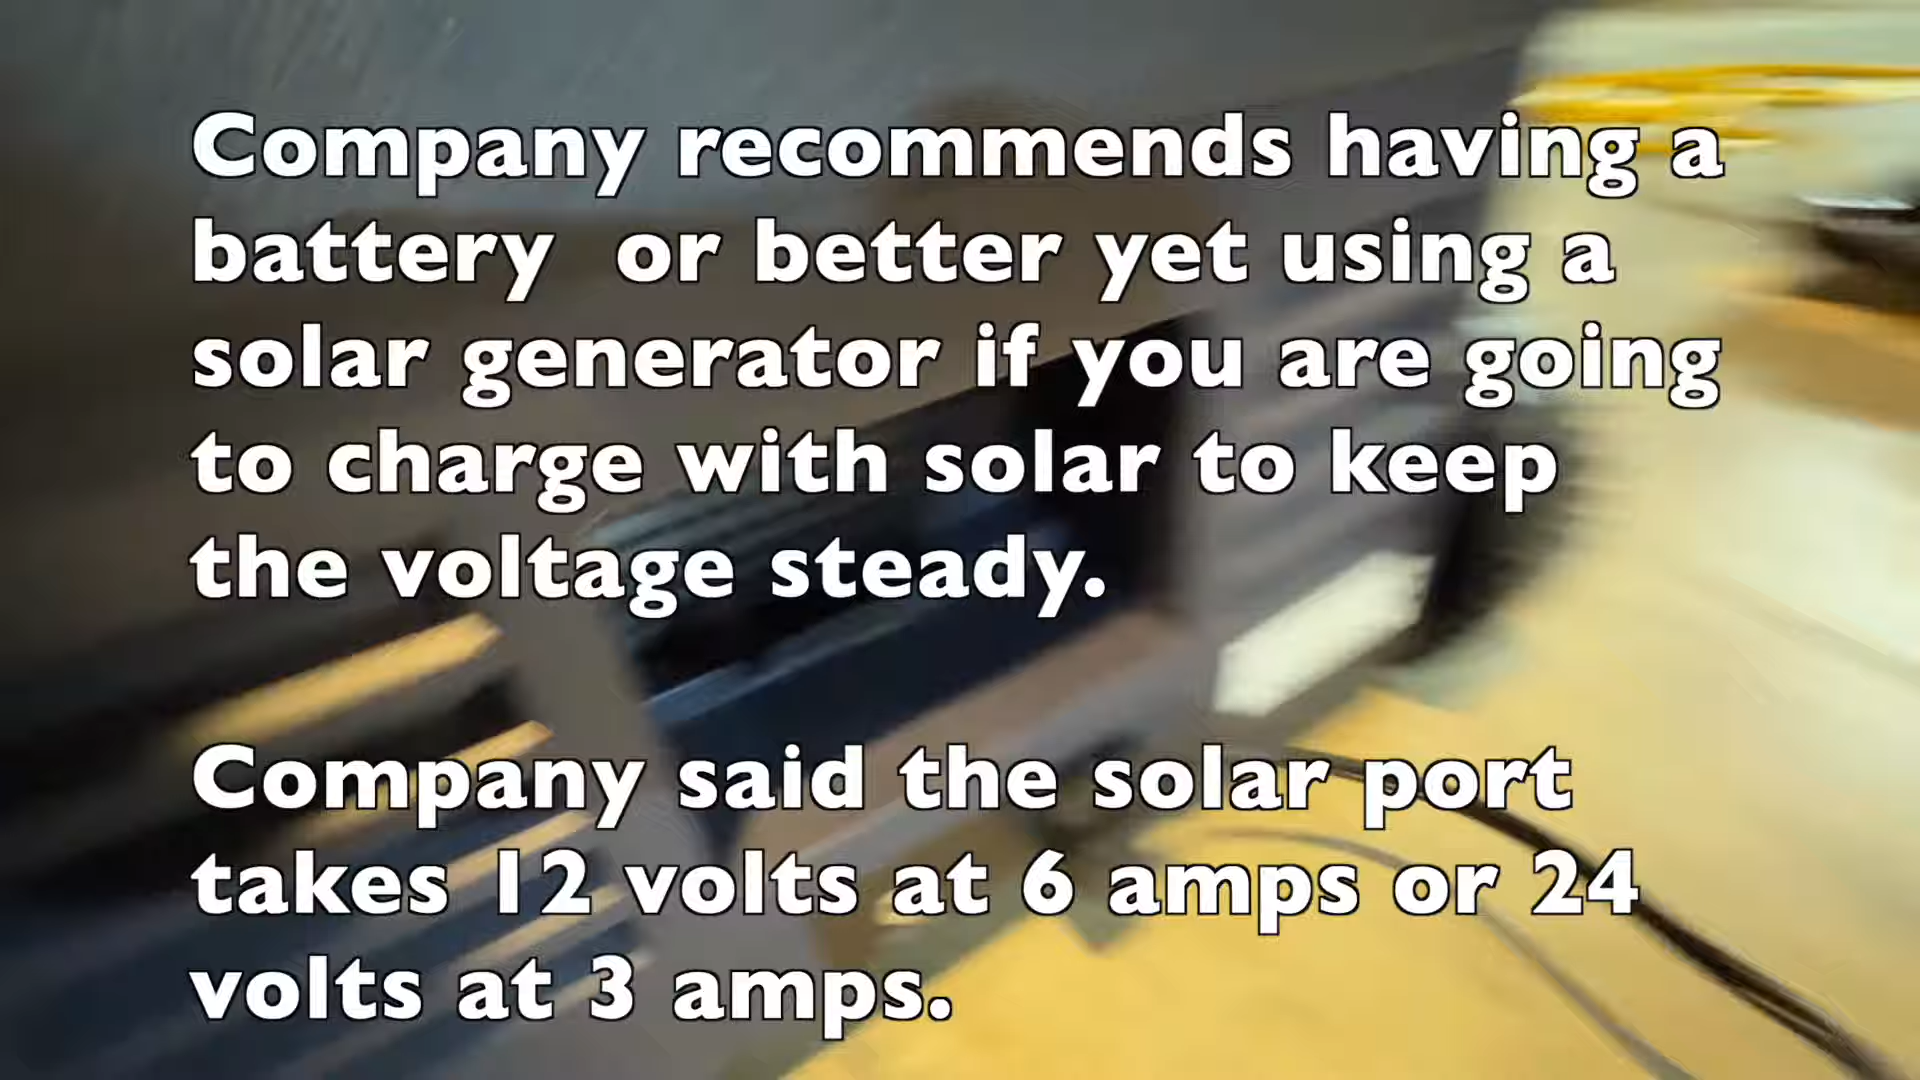 Company recommends having a
battery  or better yet using a
solar generator if you are going
to charge with solar to keep
the voltage steady.
Company said the solar port
takes 12 volts at 6 amps or 24
volts at 3 amps.